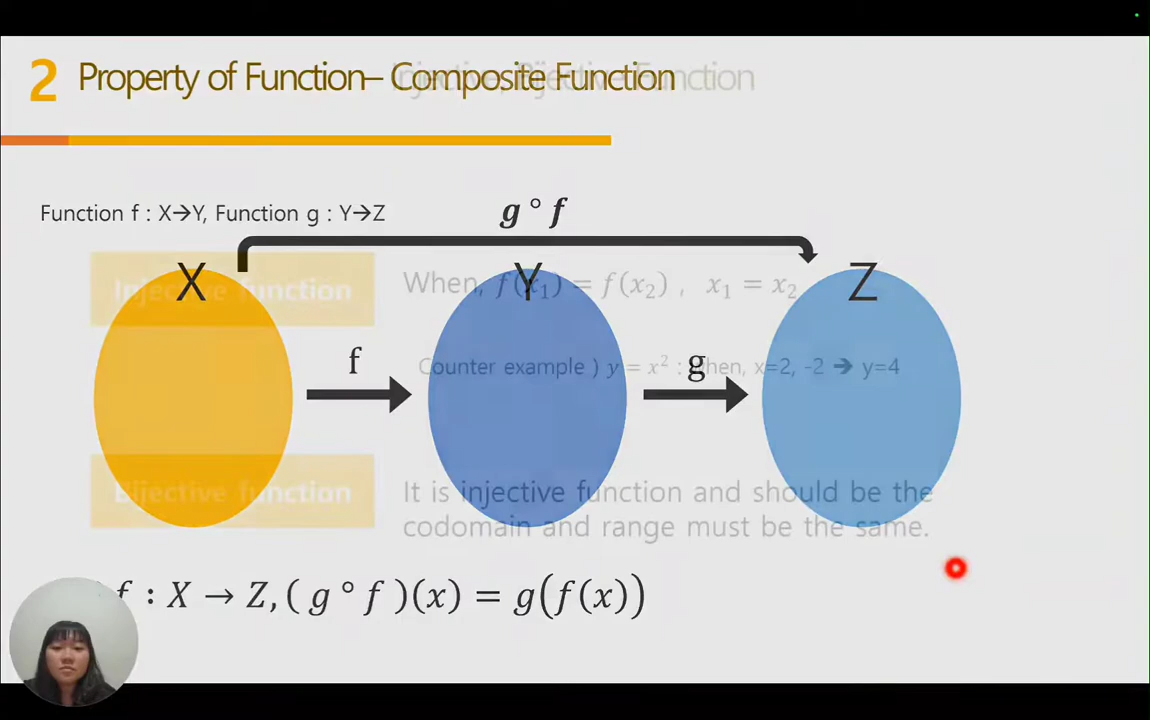 2 Property of Function– Composite Function
Injective, Bijective Function
Function f : X→Y, Function g : Y→Z
g ° f
X
Y
Z
Injective function
When, f(x₁) = f(x₂) , x₁ = x₂
f
g
Counter example ) y = x² : when, x=2, -2 → y=4
Bijective function
It is injective function and should be the
codomain and range must be the same.
f : X → Z, ( g ° f )(x) = g(f(x))